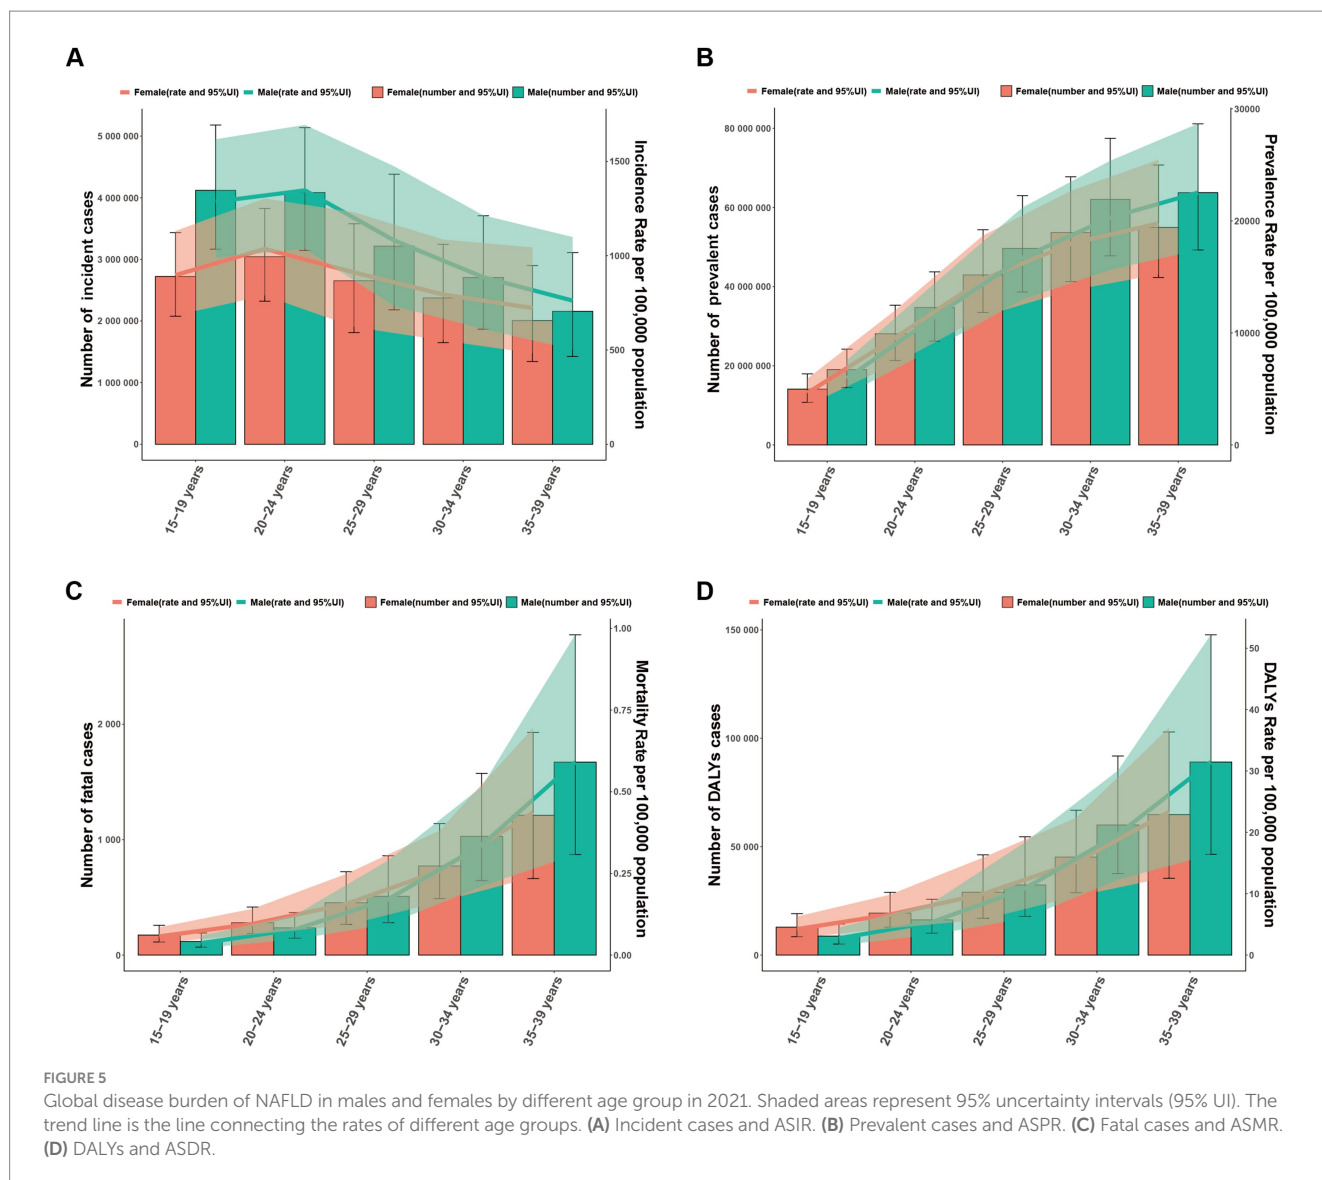 A
Female(rate and 95%UI) Male(rate and 95%UI) Female(number and 95%UI) Male(number and 95%UI)
Number of incident cases
5 000 000
4 000 000
3 000 000
2 000 000
1 000 000
0
1500
1000
500
0
Incidence Rate per 100,000 population
15−19 years
20−24 years
25−29 years
30−34 years
35−39 years
B
Female(rate and 95%UI) Male(rate and 95%UI) Female(number and 95%UI) Male(number and 95%UI)
Number of prevalent cases
80 000 000
60 000 000
40 000 000
20 000 000
0
30000
20000
10000
0
Prevalence Rate per 100,000 population
15−19 years
20−24 years
25−29 years
30−34 years
35−39 years
C
Female(rate and 95%UI) Male(rate and 95%UI) Female(number and 95%UI) Male(number and 95%UI)
Number of fatal cases
2 000
1 000
0
1.00
0.75
0.50
0.25
0.00
Mortality Rate per 100,000 population
15−19 years
20−24 years
25−29 years
30−34 years
35−39 years
D
Female(rate and 95%UI) Male(rate and 95%UI) Female(number and 95%UI) Male(number and 95%UI)
Number of DALYs cases
150 000
100 000
50 000
0
50
40
30
20
10
0
DALYs Rate per 100,000 population
15−19 years
20−24 years
25−29 years
30−34 years
35−39 years
FIGURE 5
Global disease burden of NAFLD in males and females by different age group in 2021. Shaded areas represent 95% uncertainty intervals (95% UI). The
trend line is the line connecting the rates of different age groups. (A) Incident cases and ASIR. (B) Prevalent cases and ASPR. (C) Fatal cases and ASMR.
(D) DALYs and ASDR.